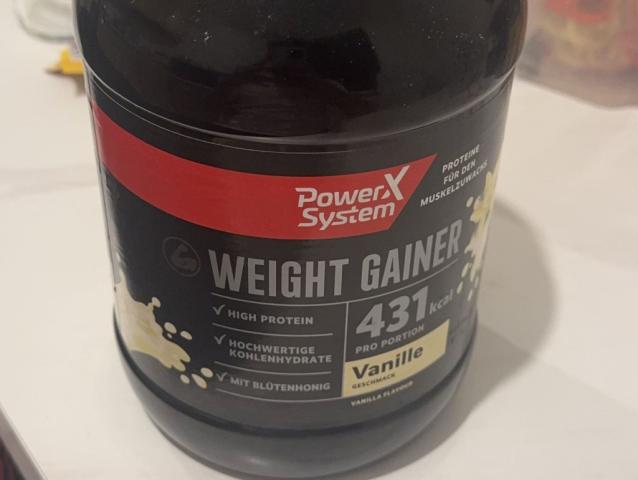 PowerX
System
PROTEINE
FÜR DEN
MUSKELZUWACHS
WEIGHT GAINER
✓ HIGH PROTEIN
✓ HOCHWERTIGE
KOHLENHYDRATE
✓ MIT BLÜTENHONIG
431 kcal
PRO PORTION
Vanille
GESCHMACK
VANILLA FLAVOUR